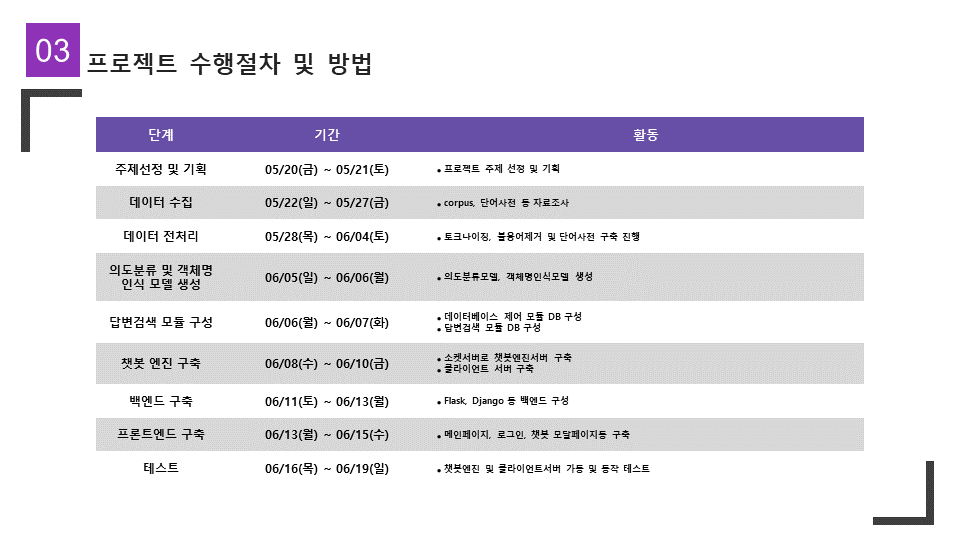 03
프로젝트 수행절차 및 방법
단계 기간 활동
주제선정 및 기획 05/20(금) ~ 05/21(토) • 프로젝트 주제 선정 및 기획
데이터 수집 05/22(일) ~ 05/27(금) • corpus, 단어사전 등 자료조사
데이터 전처리 05/28(목) ~ 06/04(토) • 토크나이징, 불용어제거 및 단어사전 구축 진행
의도분류 및 객체명
인식 모델 생성 06/05(일) ~ 06/06(월) • 의도분류모델, 객체명인식모델 생성
답변검색 모듈 구성 06/06(월) ~ 06/07(화) • 데이터베이스 제어 모듈 DB 구성
• 답변검색 모듈 DB 구성
챗봇 엔진 구축 06/08(수) ~ 06/10(금) • 소켓서버로 챗봇엔진서버 구축
• 클라이언트 서버 구축
백엔드 구축 06/11(토) ~ 06/13(월) • Flask, Django 등 백엔드 구성
프론트엔드 구축 06/13(월) ~ 06/15(수) • 메인페이지, 로그인, 챗봇 모달페이지등 구축
테스트 06/16(목) ~ 06/19(일) • 챗봇엔진 및 클라이언트서버 가동 및 동작 테스트